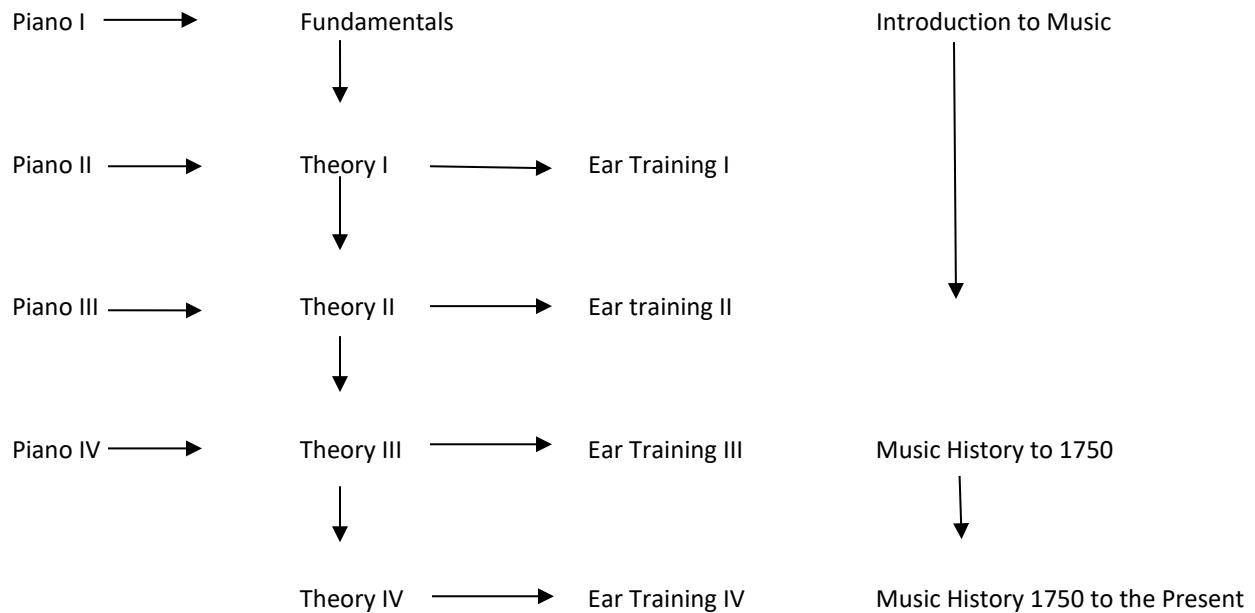 Piano I Fundamentals Introduction to Music
Piano II Theory I Ear Training I
Piano III Theory II Ear training II
Piano IV Theory III Ear Training III Music History to 1750
Theory IV Ear Training IV Music History 1750 to the Present